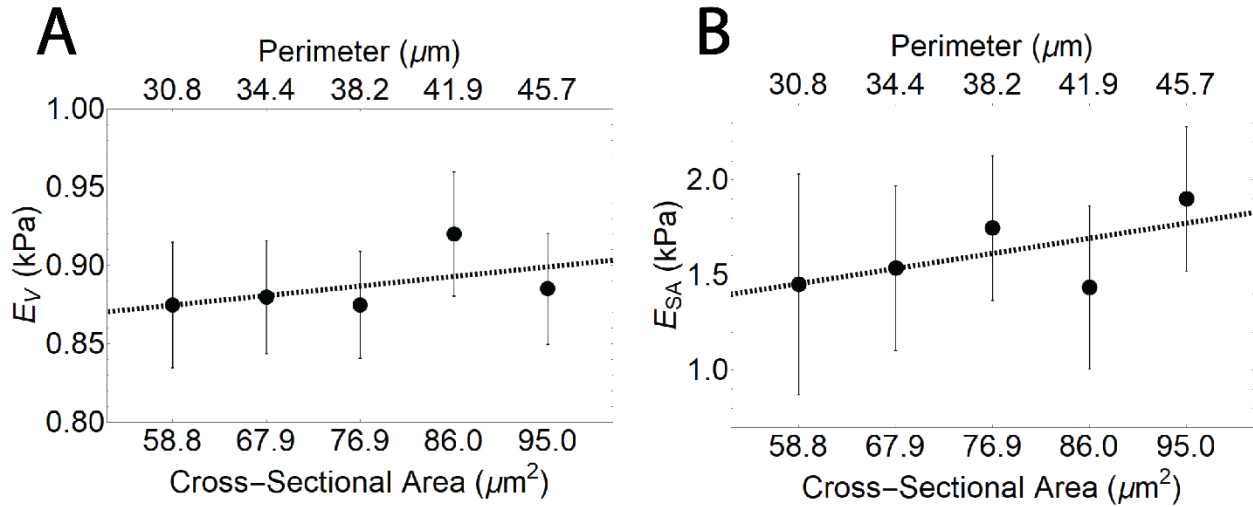 A
Perimeter (μm)
30.8 34.4 38.2 41.9 45.7
1.00
0.95
0.90
0.85
0.80
E_V (kPa)
58.8 67.9 76.9 86.0 95.0
Cross-Sectional Area (μm²)
B
Perimeter (μm)
30.8 34.4 38.2 41.9 45.7
2.0
1.5
1.0
E_SA (kPa)
58.8 67.9 76.9 86.0 95.0
Cross-Sectional Area (μm²)